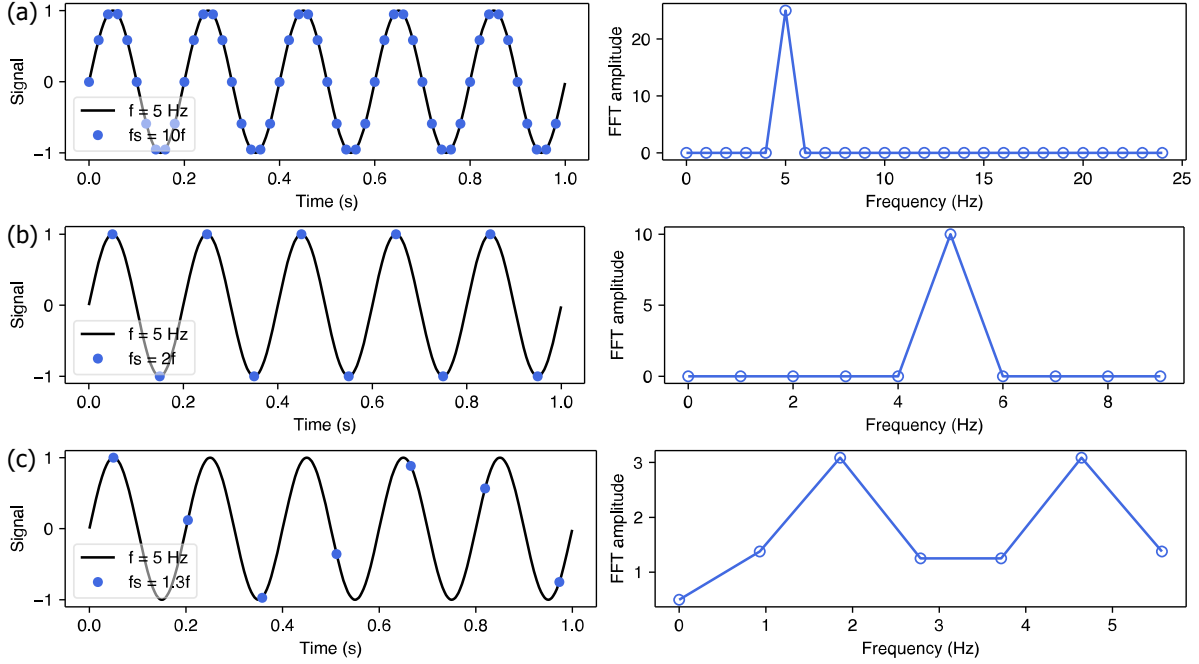 (a)
Signal
1
0
−1
f = 5 Hz
fs = 10f
0.0 0.2 0.4 0.6 0.8 1.0
Time (s)
FFT amplitude
20
10
0
0 5 10 15 20 25
Frequency (Hz)
(b)
Signal
1
0
−1
f = 5 Hz
fs = 2f
0.0 0.2 0.4 0.6 0.8 1.0
Time (s)
FFT amplitude
10
5
0
0 2 4 6 8
Frequency (Hz)
(c)
Signal
1
0
−1
f = 5 Hz
fs = 1.3f
0.0 0.2 0.4 0.6 0.8 1.0
Time (s)
FFT amplitude
3
2
1
0 1 2 3 4 5
Frequency (Hz)